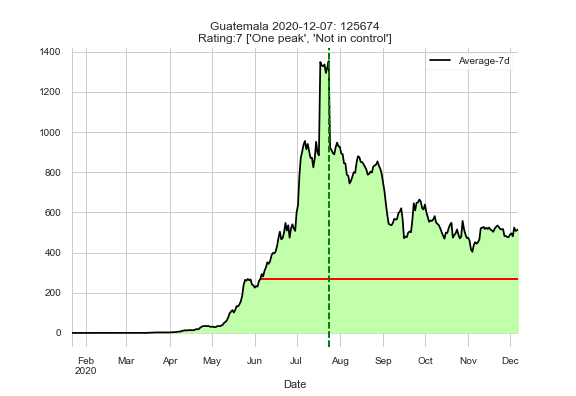 Guatemala 2020-12-07: 125674
Rating:7 ['One peak', 'Not in control']
Average-7d
1400
1200
1000
800
600
400
200
0
Feb Mar Apr May Jun Jul Aug Sep Oct Nov Dec
2020
Date